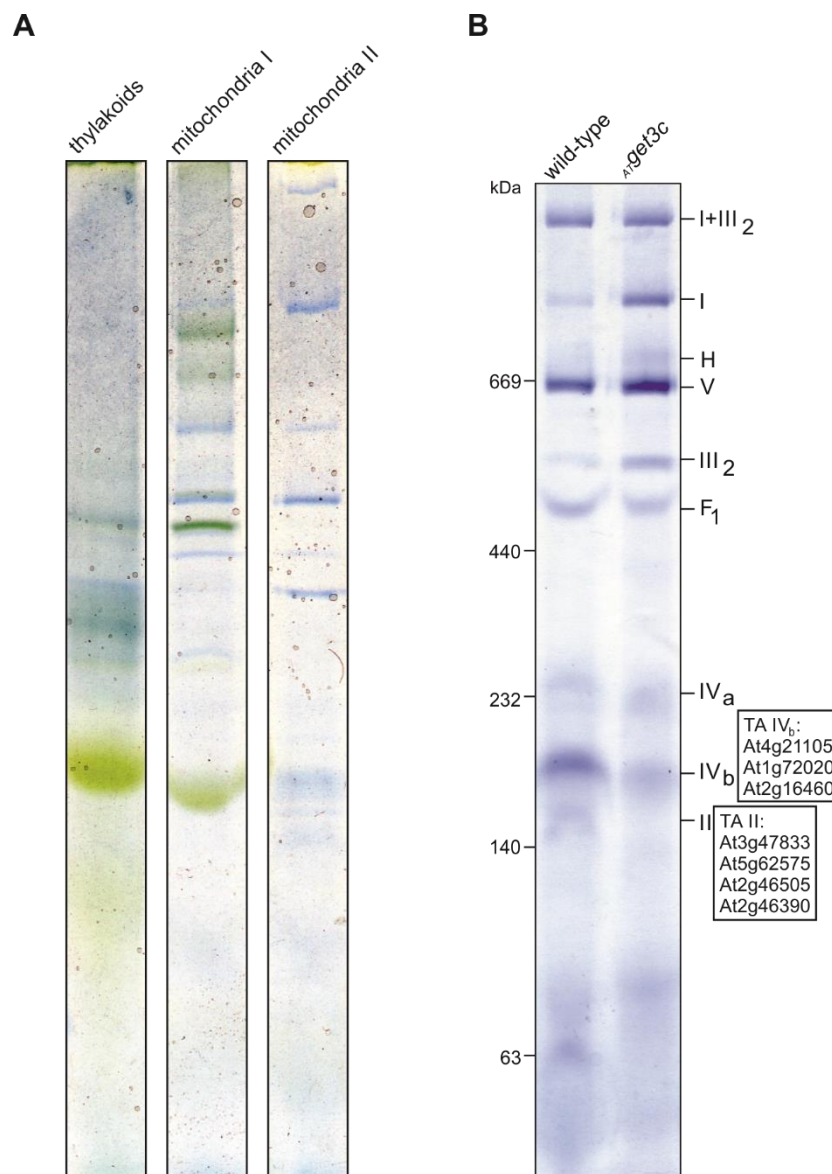 A
thylakoids
mitochondria I
mitochondria II
B
wild-type
ATget3c
kDa
I+III2
I
H
669
V
III2
F1
440
232
IVa
TA IVb:
At4g21105
At1g72020
At2g16460
IVb
II
TA II:
At3g47833
At5g62575
At2g46505
At2g46390
140
63